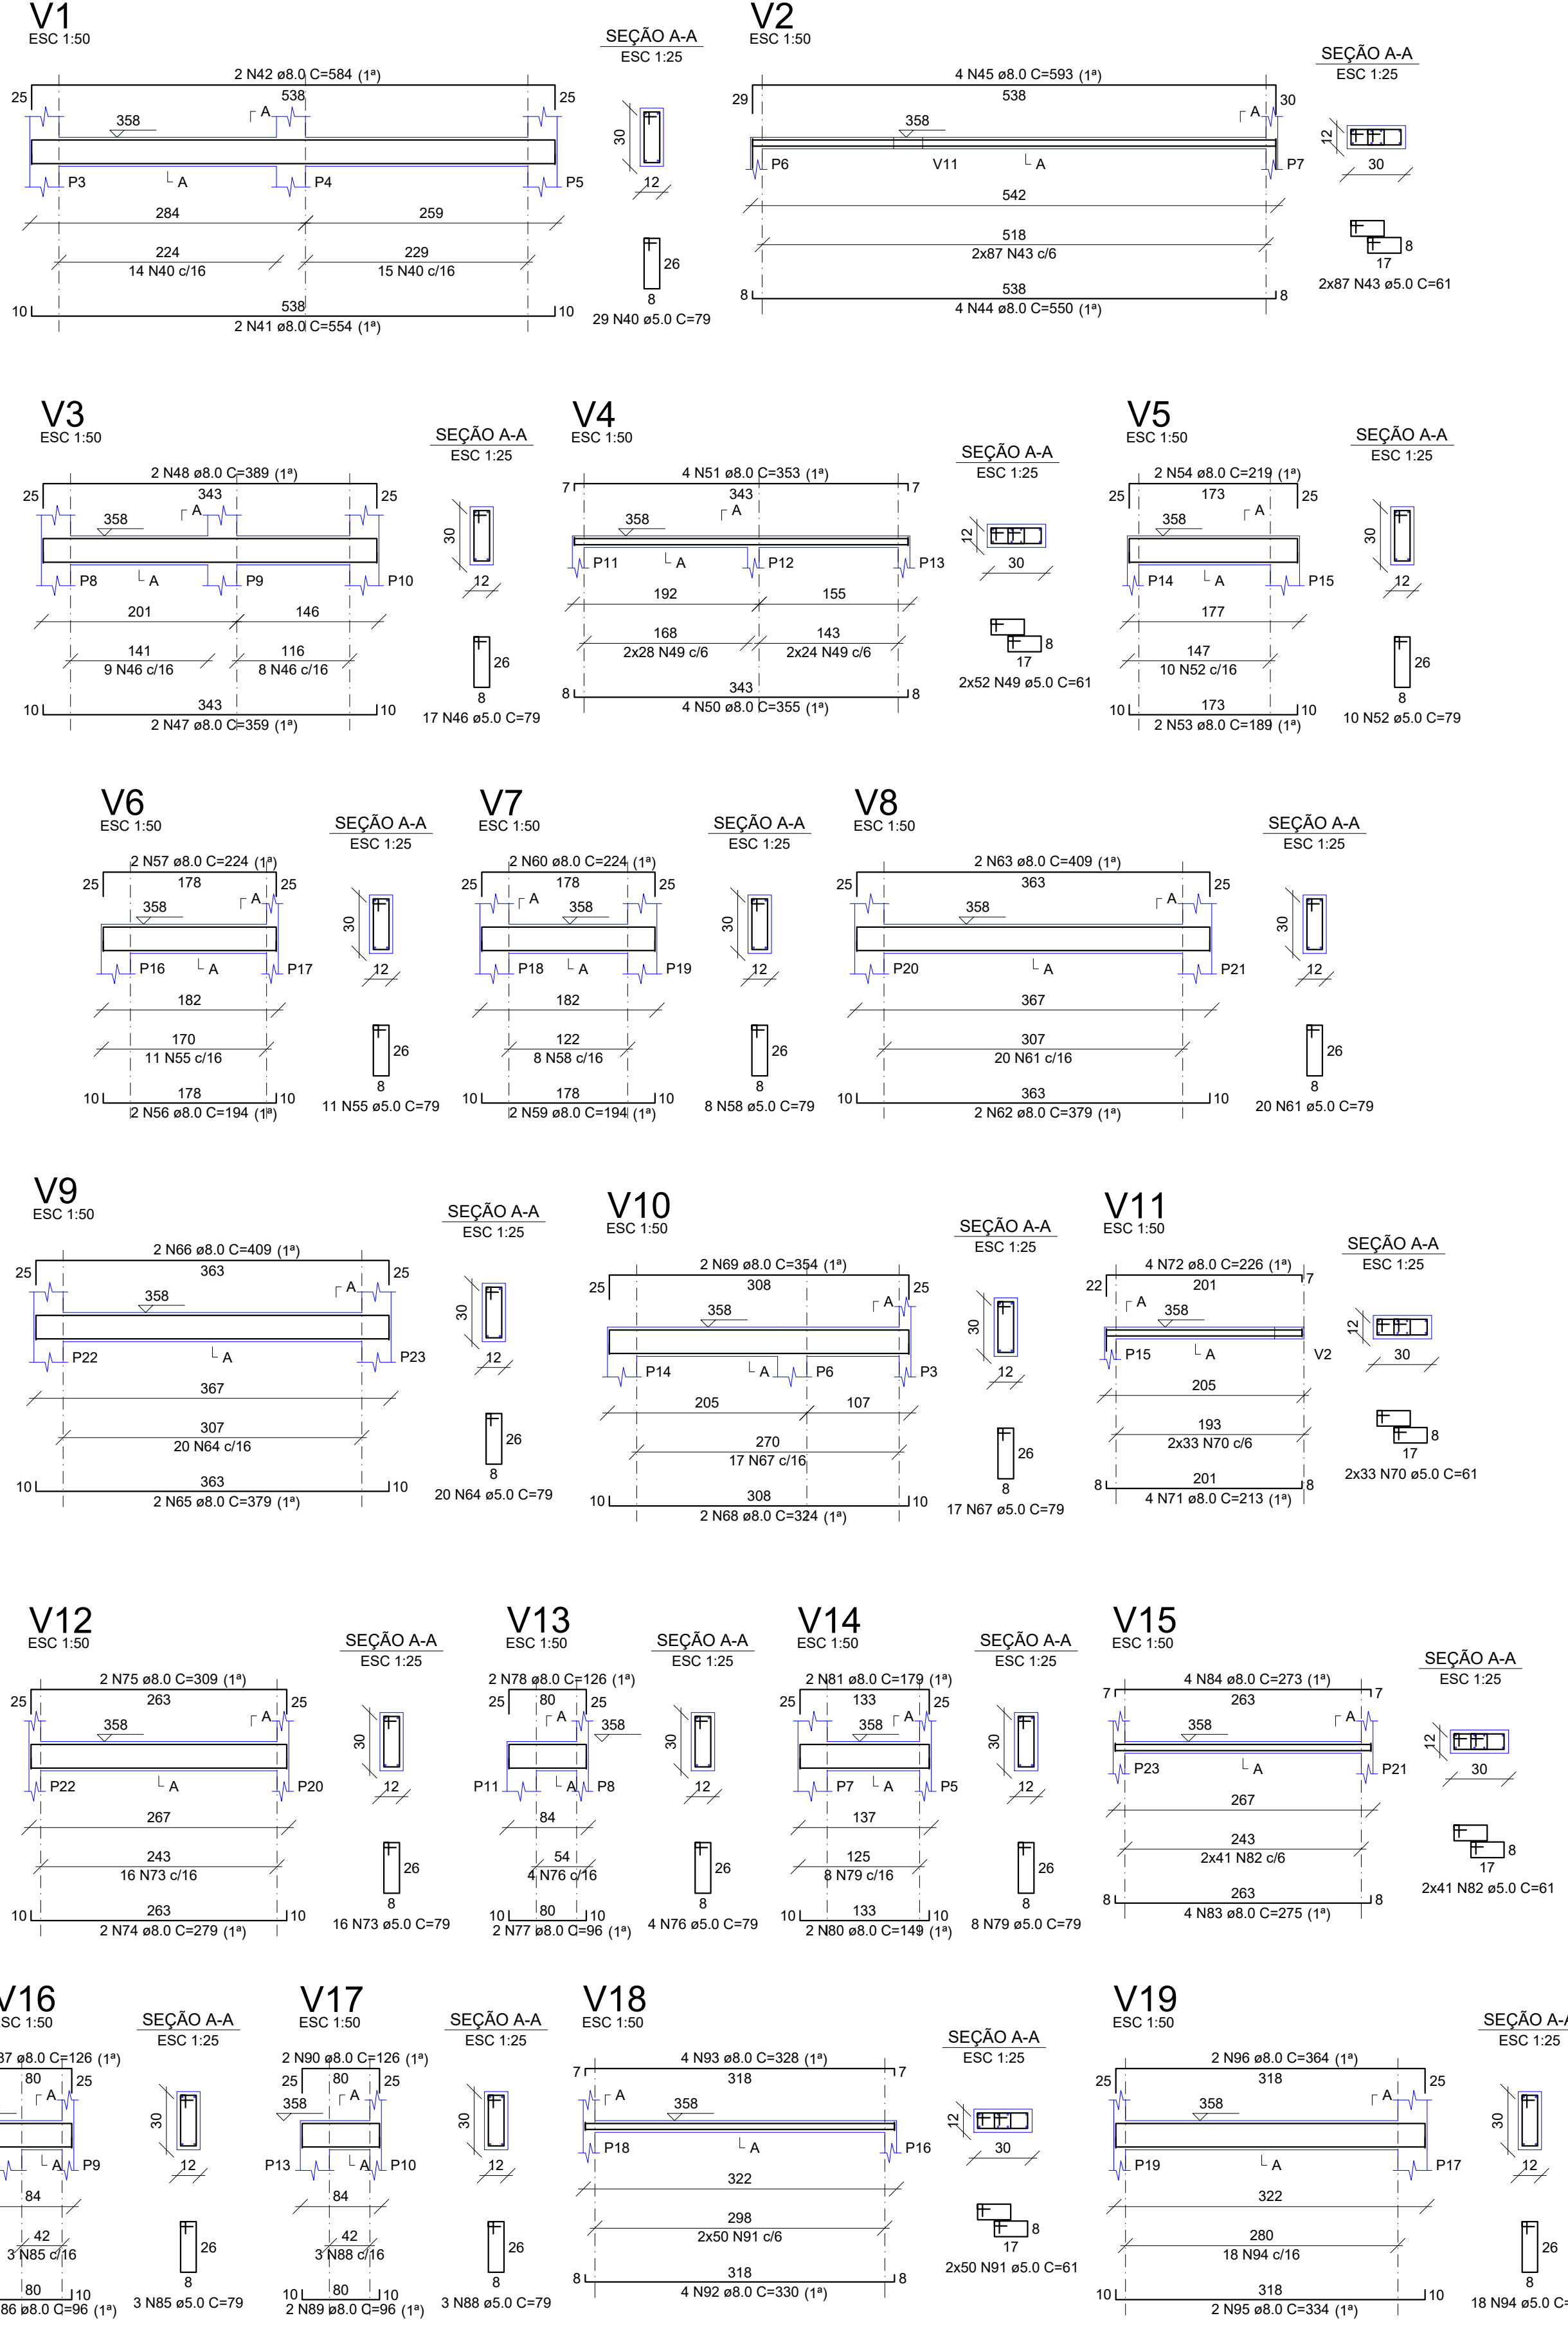 V1
ESC 1:50
SEÇÃO A-A
ESC 1:25
2 N42 ø8.0 C=584 (1ª)
25
538
25
A
358
30
P3
A
P4
P5
12
284
259
224
229
14 N40 c/16
15 N40 c/16
26
8
10
538
10
2 N41 ø8.0 C=554 (1ª)
29 N40 ø5.0 C=79
V2
ESC 1:50
SEÇÃO A-A
ESC 1:25
4 N45 ø8.0 C=593 (1ª)
29
538
30
A
358
12
P6
V11
A
P7
30
542
518
2x87 N43 c/6
8
17
2x87 N43 ø5.0 C=61
8
538
8
4 N44 ø8.0 C=550 (1ª)
V3
ESC 1:50
SEÇÃO A-A
ESC 1:25
2 N48 ø8.0 C=389 (1ª)
25
343
25
A
358
30
P8
A
P9
P10
12
201
146
141
116
9 N46 c/16
8 N46 c/16
26
8
10
343
10
2 N47 ø8.0 C=359 (1ª)
17 N46 ø5.0 C=79
V4
ESC 1:50
SEÇÃO A-A
ESC 1:25
4 N51 ø8.0 C=353 (1ª)
7
343
7
A
358
12
P11
A
P12
P13
30
192
155
168
143
2x28 N49 c/6
2x24 N49 c/6
8
17
2x52 N49 ø5.0 C=61
8
343
8
4 N50 ø8.0 C=355 (1ª)
V5
ESC 1:50
SEÇÃO A-A
ESC 1:25
2 N54 ø8.0 C=219 (1ª)
25
173
25
A
358
30
P14
A
P15
12
177
147
10 N52 c/16
26
8
10
173
10
2 N53 ø8.0 C=189 (1ª)
10 N52 ø5.0 C=79
V6
ESC 1:50
SEÇÃO A-A
ESC 1:25
2 N57 ø8.0 C=224 (1ª)
25
178
25
A
358
30
P16
A
P17
12
182
170
11 N55 c/16
26
8
10
178
10
2 N56 ø8.0 C=194 (1ª)
11 N55 ø5.0 C=79
V7
ESC 1:50
SEÇÃO A-A
ESC 1:25
2 N60 ø8.0 C=224 (1ª)
25
178
25
A
358
30
P18
A
P19
12
182
122
8 N58 c/16
26
8
10
178
10
2 N59 ø8.0 C=194 (1ª)
8 N58 ø5.0 C=79
V8
ESC 1:50
SEÇÃO A-A
ESC 1:25
2 N63 ø8.0 C=409 (1ª)
25
363
25
A
358
30
P20
A
P21
12
367
307
20 N61 c/16
26
8
10
363
10
2 N62 ø8.0 C=379 (1ª)
20 N61 ø5.0 C=79
V9
ESC 1:50
SEÇÃO A-A
ESC 1:25
2 N66 ø8.0 C=409 (1ª)
25
363
25
A
358
30
P22
A
P23
12
367
307
20 N64 c/16
26
8
10
363
10
2 N65 ø8.0 C=379 (1ª)
20 N64 ø5.0 C=79
V10
ESC 1:50
SEÇÃO A-A
ESC 1:25
2 N69 ø8.0 C=354 (1ª)
25
308
25
A
358
30
P14
A
P6
P3
12
205
107
270
17 N67 c/16
26
8
10
308
10
2 N68 ø8.0 C=324 (1ª)
17 N67 ø5.0 C=79
V11
ESC 1:50
SEÇÃO A-A
ESC 1:25
4 N72 ø8.0 C=226 (1ª)
22
201
7
A
358
12
P15
A
V2
30
205
193
2x33 N70 c/6
8
17
2x33 N70 ø5.0 C=61
8
201
8
4 N71 ø8.0 C=213 (1ª)
V12
ESC 1:50
SEÇÃO A-A
ESC 1:25
2 N75 ø8.0 C=309 (1ª)
25
263
25
A
358
30
P22
A
P20
12
267
243
16 N73 c/16
26
8
10
263
10
2 N74 ø8.0 C=279 (1ª)
16 N73 ø5.0 C=79
V13
ESC 1:50
SEÇÃO A-A
ESC 1:25
2 N78 ø8.0 C=126 (1ª)
25
80
25
A
358
30
P11
A
P8
12
84
54
4 N76 c/16
26
8
10
80
10
2 N77 ø8.0 C=96 (1ª)
4 N76 ø5.0 C=79
V14
ESC 1:50
SEÇÃO A-A
ESC 1:25
2 N81 ø8.0 C=179 (1ª)
25
133
25
A
358
30
P7
A
P5
12
137
125
8 N79 c/16
26
8
10
133
10
2 N80 ø8.0 C=149 (1ª)
8 N79 ø5.0 C=79
V15
ESC 1:50
SEÇÃO A-A
ESC 1:25
4 N84 ø8.0 C=273 (1ª)
7
263
7
A
358
12
P23
A
P21
30
267
243
2x41 N82 c/6
8
17
2x41 N82 ø5.0 C=61
8
263
8
4 N83 ø8.0 C=275 (1ª)
V16
SC 1:50
SEÇÃO A-A
ESC 1:25
87 ø8.0 C=126 (1ª)
80
25
A
30
A
P9
12
84
42
3 N85 c/16
26
8
80
10
86 ø8.0 C=96 (1ª)
3 N85 ø5.0 C=79
V17
ESC 1:50
SEÇÃO A-A
ESC 1:25
2 N90 ø8.0 C=126 (1ª)
25
80
25
358
A
30
P13
A
P10
12
84
42
3 N88 c/16
26
8
10
80
10
2 N89 ø8.0 C=96 (1ª)
3 N88 ø5.0 C=79
V18
ESC 1:50
SEÇÃO A-A
ESC 1:25
4 N93 ø8.0 C=328 (1ª)
7
318
7
A
358
12
P18
A
P16
30
322
298
2x50 N91 c/6
8
17
2x50 N91 ø5.0 C=61
8
318
8
4 N92 ø8.0 C=330 (1ª)
V19
ESC 1:50
SEÇÃO A-A
ESC 1:25
2 N96 ø8.0 C=364 (1ª)
25
318
25
A
358
30
P19
A
P17
12
322
280
18 N94 c/16
26
8
10
318
10
2 N95 ø8.0 C=334 (1ª)
18 N94 ø5.0 C=